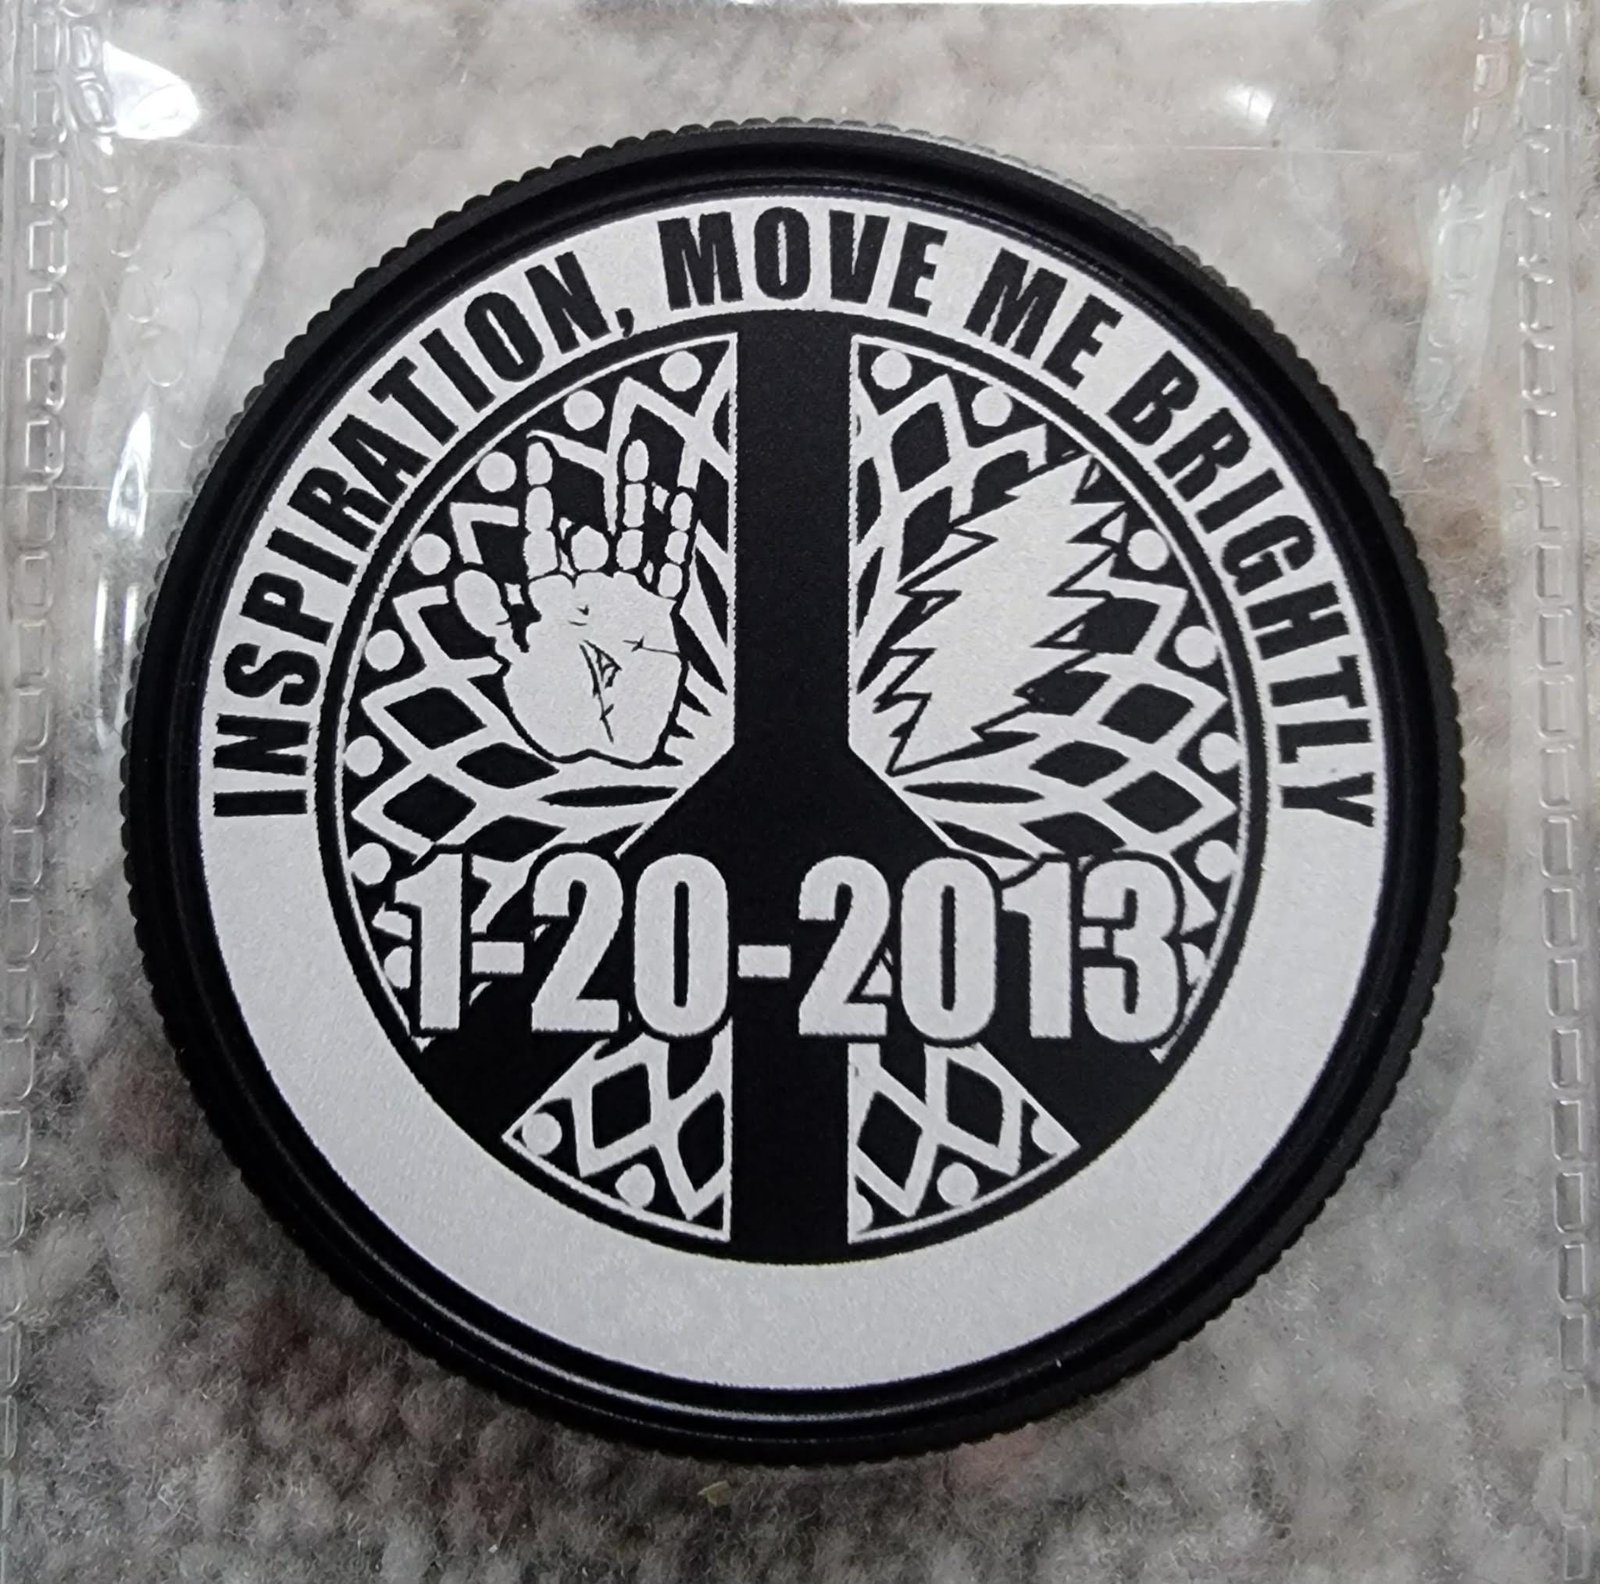 INSPIRATION, MOVE ME BRIGHTLY
1-20-2013